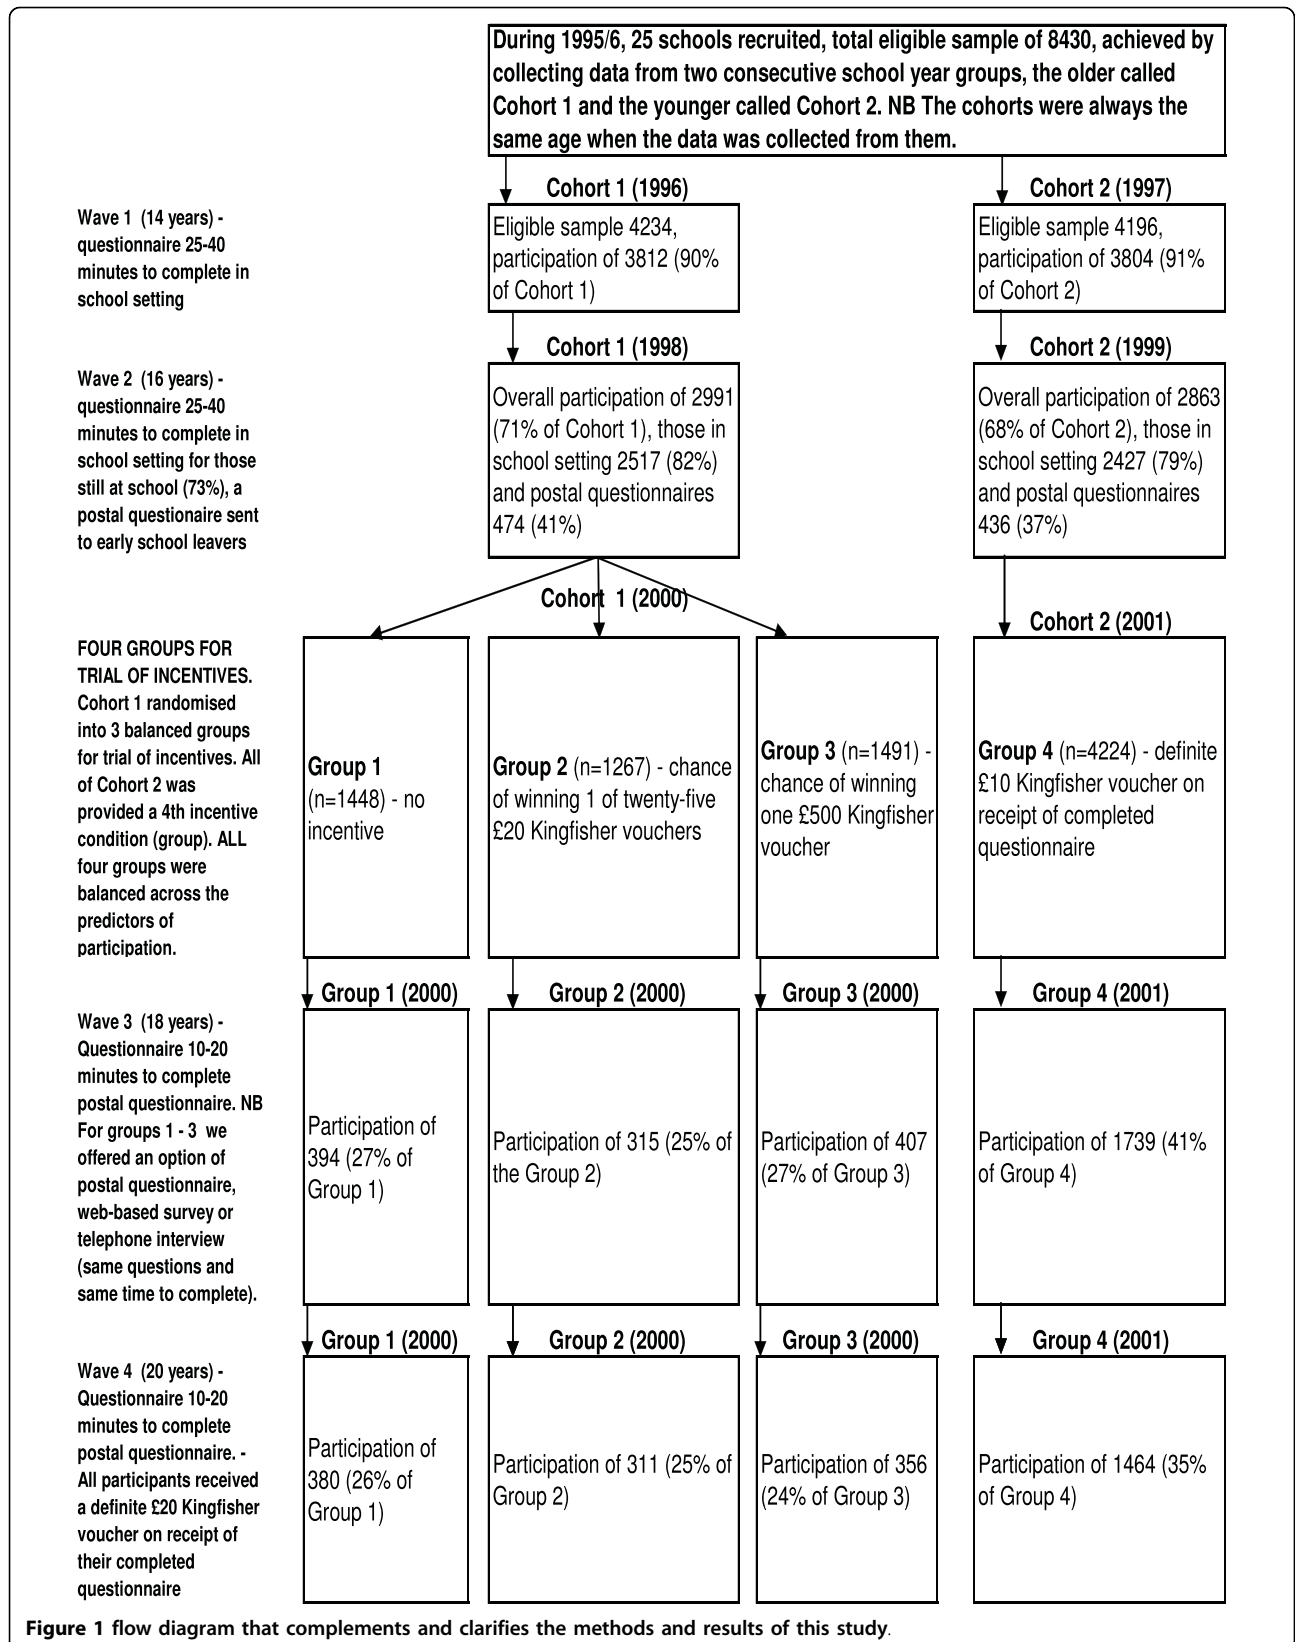 During 1995/6, 25 schools recruited, total eligible sample of 8430, achieved by
collecting data from two consecutive school year groups, the older called
Cohort 1 and the younger called Cohort 2. NB The cohorts were always the
same age when the data was collected from them.
Cohort 1 (1996)
Cohort 2 (1997)
Wave 1 (14 years) -
questionnaire 25-40
minutes to complete in
school setting
Eligible sample 4234,
participation of 3812 (90%
of Cohort 1)
Eligible sample 4196,
participation of 3804 (91%
of Cohort 2)
Cohort 1 (1998)
Cohort 2 (1999)
Wave 2 (16 years) -
questionnaire 25-40
minutes to complete in
school setting for those
still at school (73%), a
postal questionaire sent
to early school leavers
Overall participation of 2991
(71% of Cohort 1), those in
school setting 2517 (82%)
and postal questionnaires
474 (41%)
Overall participation of 2863
(68% of Cohort 2), those in
school setting 2427 (79%)
and postal questionnaires
436 (37%)
Cohort 1 (2000)
Cohort 2 (2001)
FOUR GROUPS FOR
TRIAL OF INCENTIVES.
Cohort 1 randomised
into 3 balanced groups
for trial of incentives. All
of Cohort 2 was
provided a 4th incentive
condition (group). ALL
four groups were
balanced across the
predictors of
participation.
Group 1
(n=1448) - no
incentive
Group 2 (n=1267) - chance
of winning 1 of twenty-five
£20 Kingfisher vouchers
Group 3 (n=1491) -
chance of winning
one £500 Kingfisher
voucher
Group 4 (n=4224) - definite
£10 Kingfisher voucher on
receipt of completed
questionnaire
Group 1 (2000)
Group 2 (2000)
Group 3 (2000)
Group 4 (2001)
Wave 3 (18 years) -
Questionnaire 10-20
minutes to complete
postal questionnaire. NB
For groups 1 - 3 we
offered an option of
postal questionnaire,
web-based survey or
telephone interview
(same questions and
same time to complete).
Participation of
394 (27% of
Group 1)
Participation of 315 (25% of
the Group 2)
Participation of 407
(27% of Group 3)
Participation of 1739 (41%
of Group 4)
Group 1 (2000)
Group 2 (2000)
Group 3 (2000)
Group 4 (2001)
Wave 4 (20 years) -
Questionnaire 10-20
minutes to complete
postal questionnaire. -
All participants received
a definite £20 Kingfisher
voucher on receipt of
their completed
questionnaire
Participation of
380 (26% of
Group 1)
Participation of 311 (25% of
Group 2)
Participation of 356
(24% of Group 3)
Participation of 1464 (35%
of Group 4)
Figure 1 flow diagram that complements and clarifies the methods and results of this study.